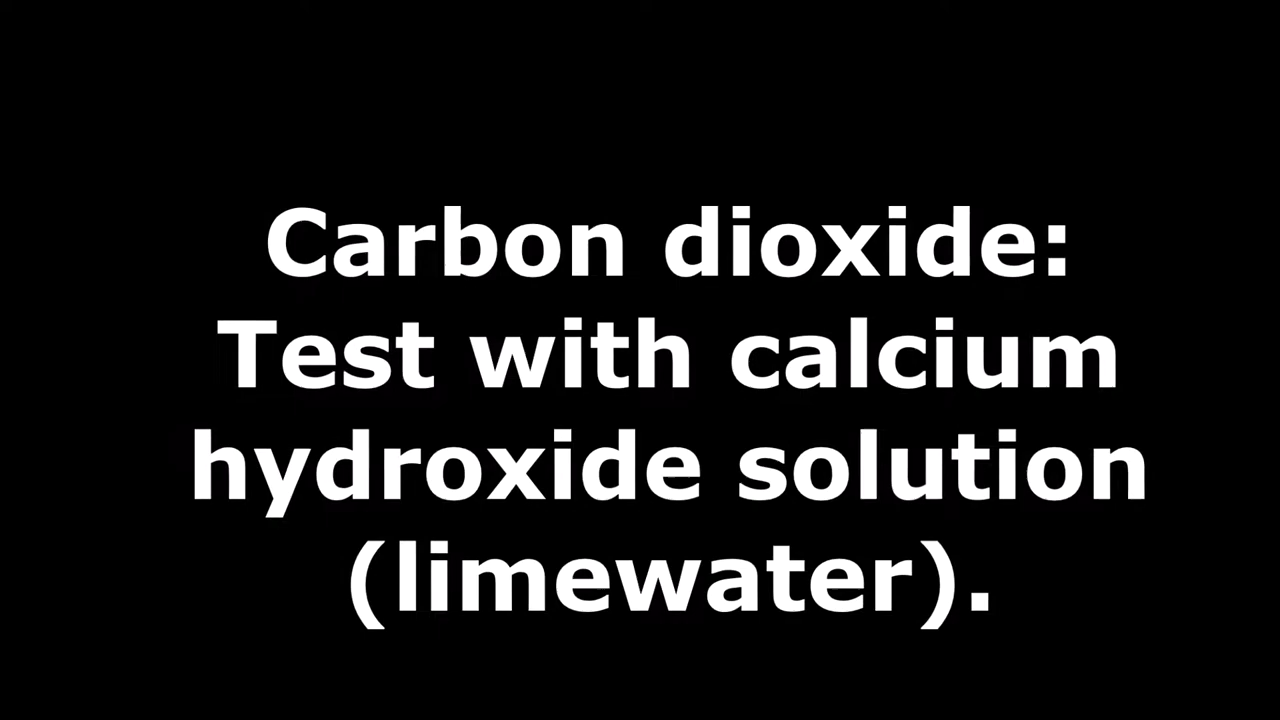 Carbon dioxide:
Test with calcium
hydroxide solution
(limewater).